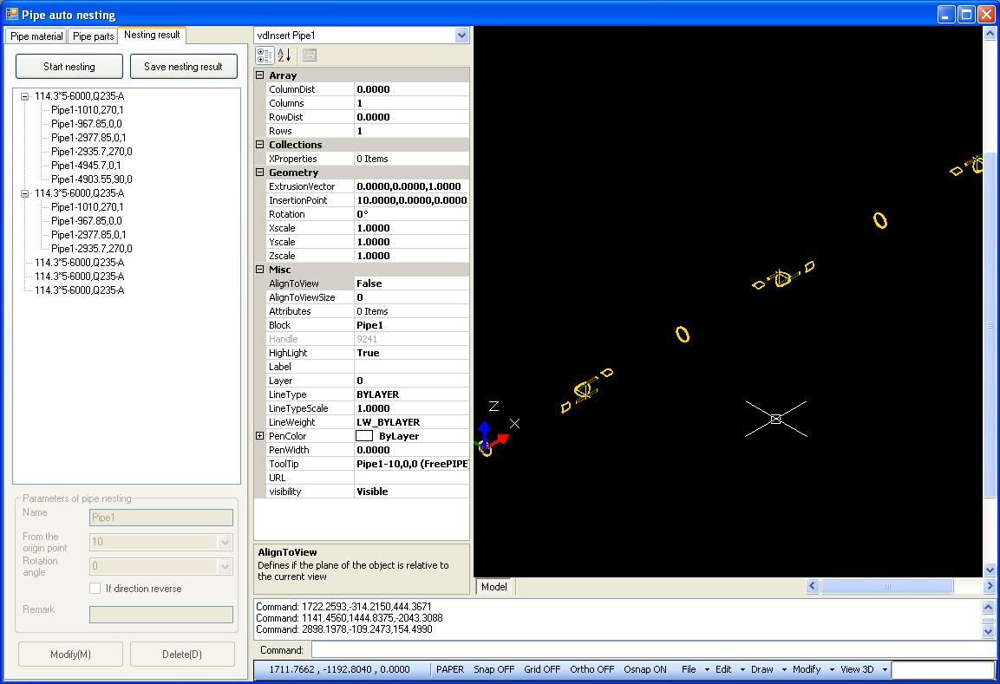 Pipe auto nesting
Pipe material Pipe parts Nesting result
Start nesting Save nesting result
114.3*5-6000,Q235-A
Pipe1-1010,270,1
Pipe1-967.85,0,0
Pipe1-2977.85,0,1
Pipe1-2935.7,270,0
Pipe1-4945.7,0,1
Pipe1-4903.55,90,0
114.3*5-6000,Q235-A
Pipe1-1010,270,1
Pipe1-967.85,0,0
Pipe1-2977.85,0,1
Pipe1-2935.7,270,0
114.3*5-6000,Q235-A
114.3*5-6000,Q235-A
114.3*5-6000,Q235-A
Parameters of pipe nesting
Name Pipe1
From the
origin point 10
Rotation
angle 0
If direction reverse
Remark
Modify(M) Delete(D)
vdInsert Pipe1
Array
ColumnDist 0.0000
Columns 1
RowDist 0.0000
Rows 1
Collections
XProperties 0 Items
Geometry
ExtrusionVector 0.0000,0.0000,1.0000
InsertionPoint 10.0000,0.0000,0.0000
Rotation 0°
Xscale 1.0000
Yscale 1.0000
Zscale 1.0000
Misc
AlignToView False
AlignToViewSize 0
Attributes 0 Items
Block Pipe1
Handle 9241
HighLight True
Label
Layer 0
LineType BYLAYER
LineTypeScale 1.0000
LineWeight LW_BYLAYER
PenColor ByLayer
PenWidth 0.0000
ToolTip Pipe1-10,0,0 (FreePIPE
URL
visibility Visible
AlignToView
Defines if the plane of the object is relative to
the current view
Z
X
Model
Command: 1722.2593,-314.2150,444.3671
Command: 1141.4560,1444.8375,-2043.3088
Command: 2898.1978,-109.2473,154.4990
Command:
1711.7662 , -1192.8040 , 0.0000 PAPER Snap OFF Grid OFF Ortho OFF Osnap ON File Edit Draw Modify View 3D